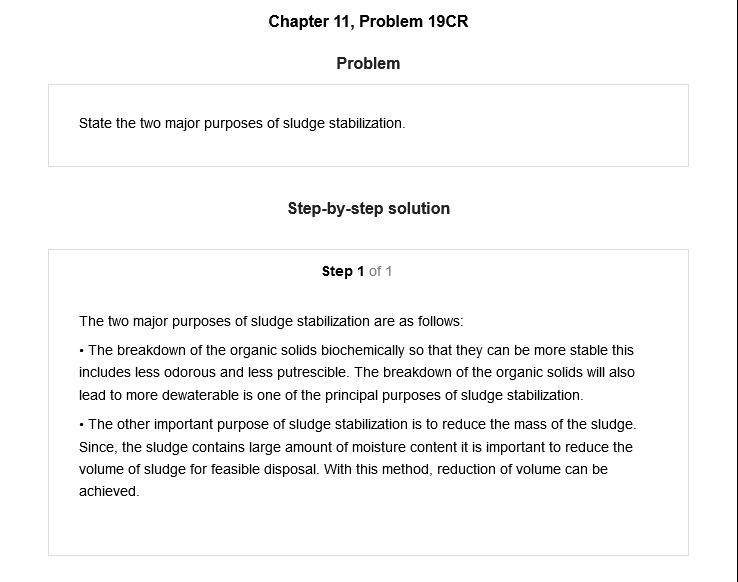 Chapter 11, Problem 19CR
Problem
State the two major purposes of sludge stabilization.
Step-by-step solution
Step 1 of 1
The two major purposes of sludge stabilization are as follows:
• The breakdown of the organic solids biochemically so that they can be more stable this
includes less odorous and less putrescible. The breakdown of the organic solids will also
lead to more dewaterable is one of the principal purposes of sludge stabilization.
• The other important purpose of sludge stabilization is to reduce the mass of the sludge.
Since, the sludge contains large amount of moisture content it is important to reduce the
volume of sludge for feasible disposal. With this method, reduction of volume can be
achieved.